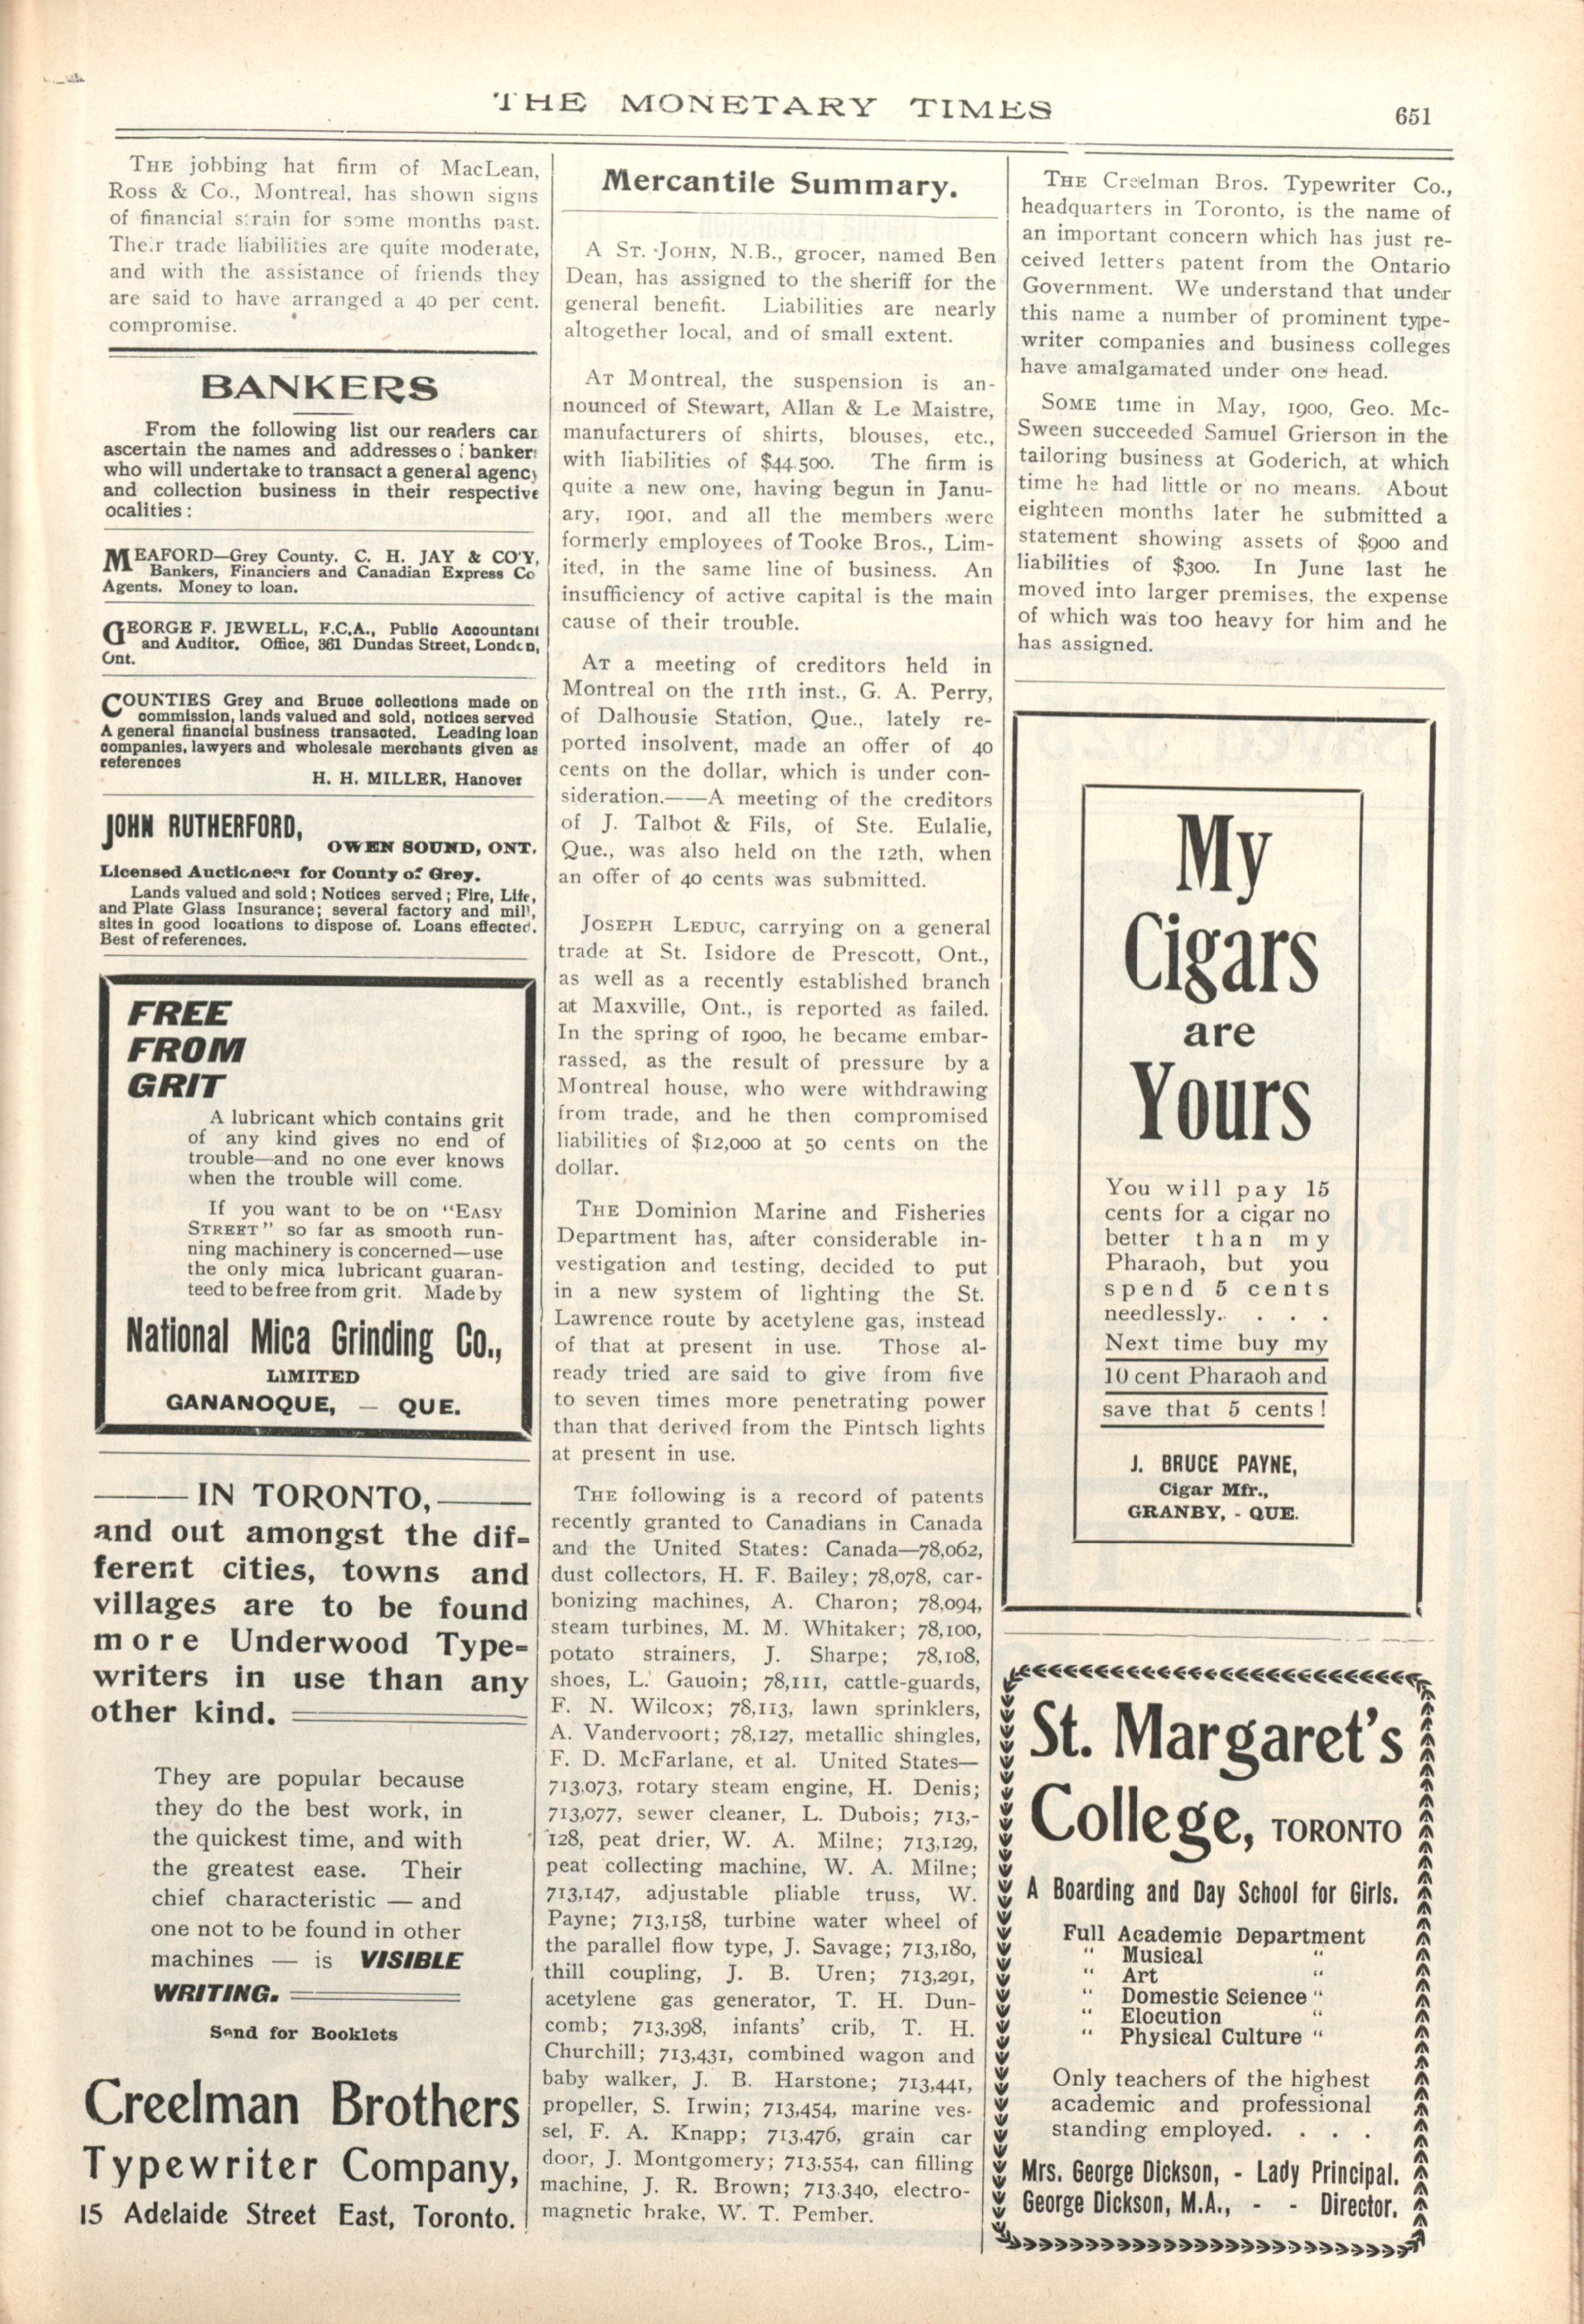 THE MONETARY TIMES
651
THE jobbing hat firm of MacLean,
Ross & Co., Montreal, has shown signs
of financial strain for some months past.
Their trade liabilities are quite moderate,
and with the assistance of friends they
are said to have arranged a 40 per cent.
compromise.
BANKERS
From the following list our readers can
ascertain the names and addresses o: bankers
who will undertake to transact a general agency
and collection business in their respective
ocalities:
MEAFORD—Grey County. C. H. JAY & CO'Y,
Bankers, Financiers and Canadian Express Co
Agents. Money to loan.
GEORGE F. JEWELL, F.C.A., Public Accountant
and Auditor. Office, 361 Dundas Street, London,
Ont.
COUNTIES Grey and Bruce collections made on
commission, lands valued and sold, notices served
A general financial business transacted. Leading loan
companies, lawyers and wholesale merchants given as
references
H. H. MILLER, Hanover
JOHN RUTHERFORD,
OWEN SOUND, ONT.
Licensed Auctioneer for County of Grey.
Lands valued and sold; Notices served; Fire, Life,
and Plate Glass Insurance; several factory and mill
sites in good locations to dispose of. Loans effected.
Best of references.
FREE
FROM
GRIT
A lubricant which contains grit
of any kind gives no end of
trouble—and no one ever knows
when the trouble will come.
If you want to be on "EASY
STREET" so far as smooth run-
ning machinery is concerned—use
the only mica lubricant guaran-
teed to be free from grit. Made by
National Mica Grinding Co.,
LIMITED
GANANOQUE, — QUE.
IN TORONTO,
and out amongst the dif-
ferent cities, towns and
villages are to be found
more Underwood Type-
writers in use than any
other kind.
They are popular because
they do the best work, in
the quickest time, and with
the greatest ease. Their
chief characteristic — and
one not to be found in other
machines — is VISIBLE
WRITING.
Send for Booklets
Creelman Brothers
Typewriter Company,
15 Adelaide Street East, Toronto.
Mercantile Summary.
A ST. JOHN, N.B., grocer, named Ben
Dean, has assigned to the sheriff for the
general benefit. Liabilities are nearly
altogether local, and of small extent.
AT Montreal, the suspension is an-
nounced of Stewart, Allan & Le Maistre,
manufacturers of shirts, blouses, etc.,
with liabilities of $44.500. The firm is
quite a new one, having begun in Janu-
ary, 1901, and all the members were
formerly employees of Tooke Bros., Lim-
ited, in the same line of business. An
insufficiency of active capital is the main
cause of their trouble.
AT a meeting of creditors held in
Montreal on the 11th inst., G. A. Perry,
of Dalhousie Station, Que., lately re-
ported insolvent, made an offer of 40
cents on the dollar, which is under con-
sideration.——A meeting of the creditors
of J. Talbot & Fils, of Ste. Eulalie,
Que., was also held on the 12th, when
an offer of 40 cents was submitted.
JOSEPH LEDUC, carrying on a general
trade at St. Isidore de Prescott, Ont.,
as well as a recently established branch
at Maxville, Ont., is reported as failed.
In the spring of 1900, he became embar-
rassed, as the result of pressure by a
Montreal house, who were withdrawing
from trade, and he then compromised
liabilities of $12,000 at 50 cents on the
dollar.
THE Dominion Marine and Fisheries
Department has, after considerable in-
vestigation and testing, decided to put
in a new system of lighting the St.
Lawrence route by acetylene gas, instead
of that at present in use. Those al-
ready tried are said to give from five
to seven times more penetrating power
than that derived from the Pintsch lights
at present in use.
THE following is a record of patents
recently granted to Canadians in Canada
and the United States: Canada—78,062,
dust collectors, H. F. Bailey; 78,078, car-
bonizing machines, A. Charon; 78,094,
steam turbines, M. M. Whitaker; 78,100,
potato strainers, J. Sharpe; 78,108,
shoes, L. Gauoin; 78,111, cattle-guards,
F. N. Wilcox; 78,113, lawn sprinklers,
A. Vandervoort; 78,127, metallic shingles,
F. D. McFarlane, et al. United States—
713.073, rotary steam engine, H. Denis;
713,077, sewer cleaner, L. Dubois; 713,-
128, peat drier, W. A. Milne; 713,129,
peat collecting machine, W. A. Milne;
713,147, adjustable pliable truss, W.
Payne; 713,158, turbine water wheel of
the parallel flow type, J. Savage; 713,180,
thill coupling, J. B. Uren; 713,291,
acetylene gas generator, T. H. Dun-
comb; 713,398, infants' crib, T. H.
Churchill; 713,431, combined wagon and
baby walker, J. B. Harstone; 713,441,
propeller, S. Irwin; 713,454, marine ves-
sel, F. A. Knapp; 713,476, grain car
door, J. Montgomery; 713,554, can filling
machine, J. R. Brown; 713.340, electro-
magnetic brake, W. T. Pember.
THE Creelman Bros. Typewriter Co.,
headquarters in Toronto, is the name of
an important concern which has just re-
ceived letters patent from the Ontario
Government. We understand that under
this name a number of prominent type-
writer companies and business colleges
have amalgamated under one head.
SOME time in May, 1900, Geo. Mc-
Sween succeeded Samuel Grierson in the
tailoring business at Goderich, at which
time he had little or no means. About
eighteen months later he submitted a
statement showing assets of $900 and
liabilities of $300. In June last he
moved into larger premises, the expense
of which was too heavy for him and he
has assigned.
My
Cigars
are
Yours
You will pay 15
cents for a cigar no
better than my
Pharaoh, but you
spend 5 cents
needlessly. . . .
Next time buy my
10 cent Pharaoh and
save that 5 cents!
J. BRUCE PAYNE,
Cigar Mfr.,
GRANBY, - QUE.
St. Margaret's
College, TORONTO
A Boarding and Day School for Girls.
Full Academic Department
" Musical "
" Art "
" Domestic Science "
" Elocution "
" Physical Culture "
Only teachers of the highest
academic and professional
standing employed. . . .
Mrs. George Dickson, - Lady Principal.
George Dickson, M.A., - - Director.